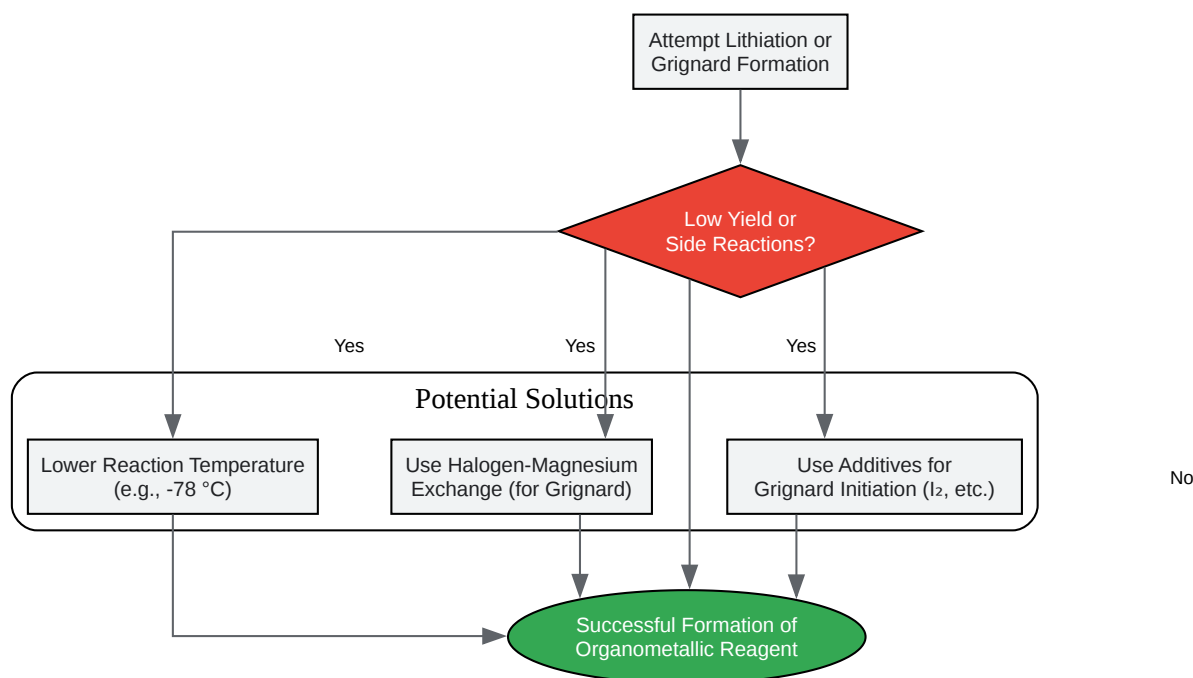 Attempt Lithiation or
Grignard Formation
Low Yield or
Side Reactions?
Yes
Yes
Yes
Potential Solutions
Lower Reaction Temperature
(e.g., -78 °C)
Use Halogen-Magnesium
Exchange (for Grignard)
Use Additives for
Grignard Initiation (I₂, etc.)
No
Successful Formation of
Organometallic Reagent